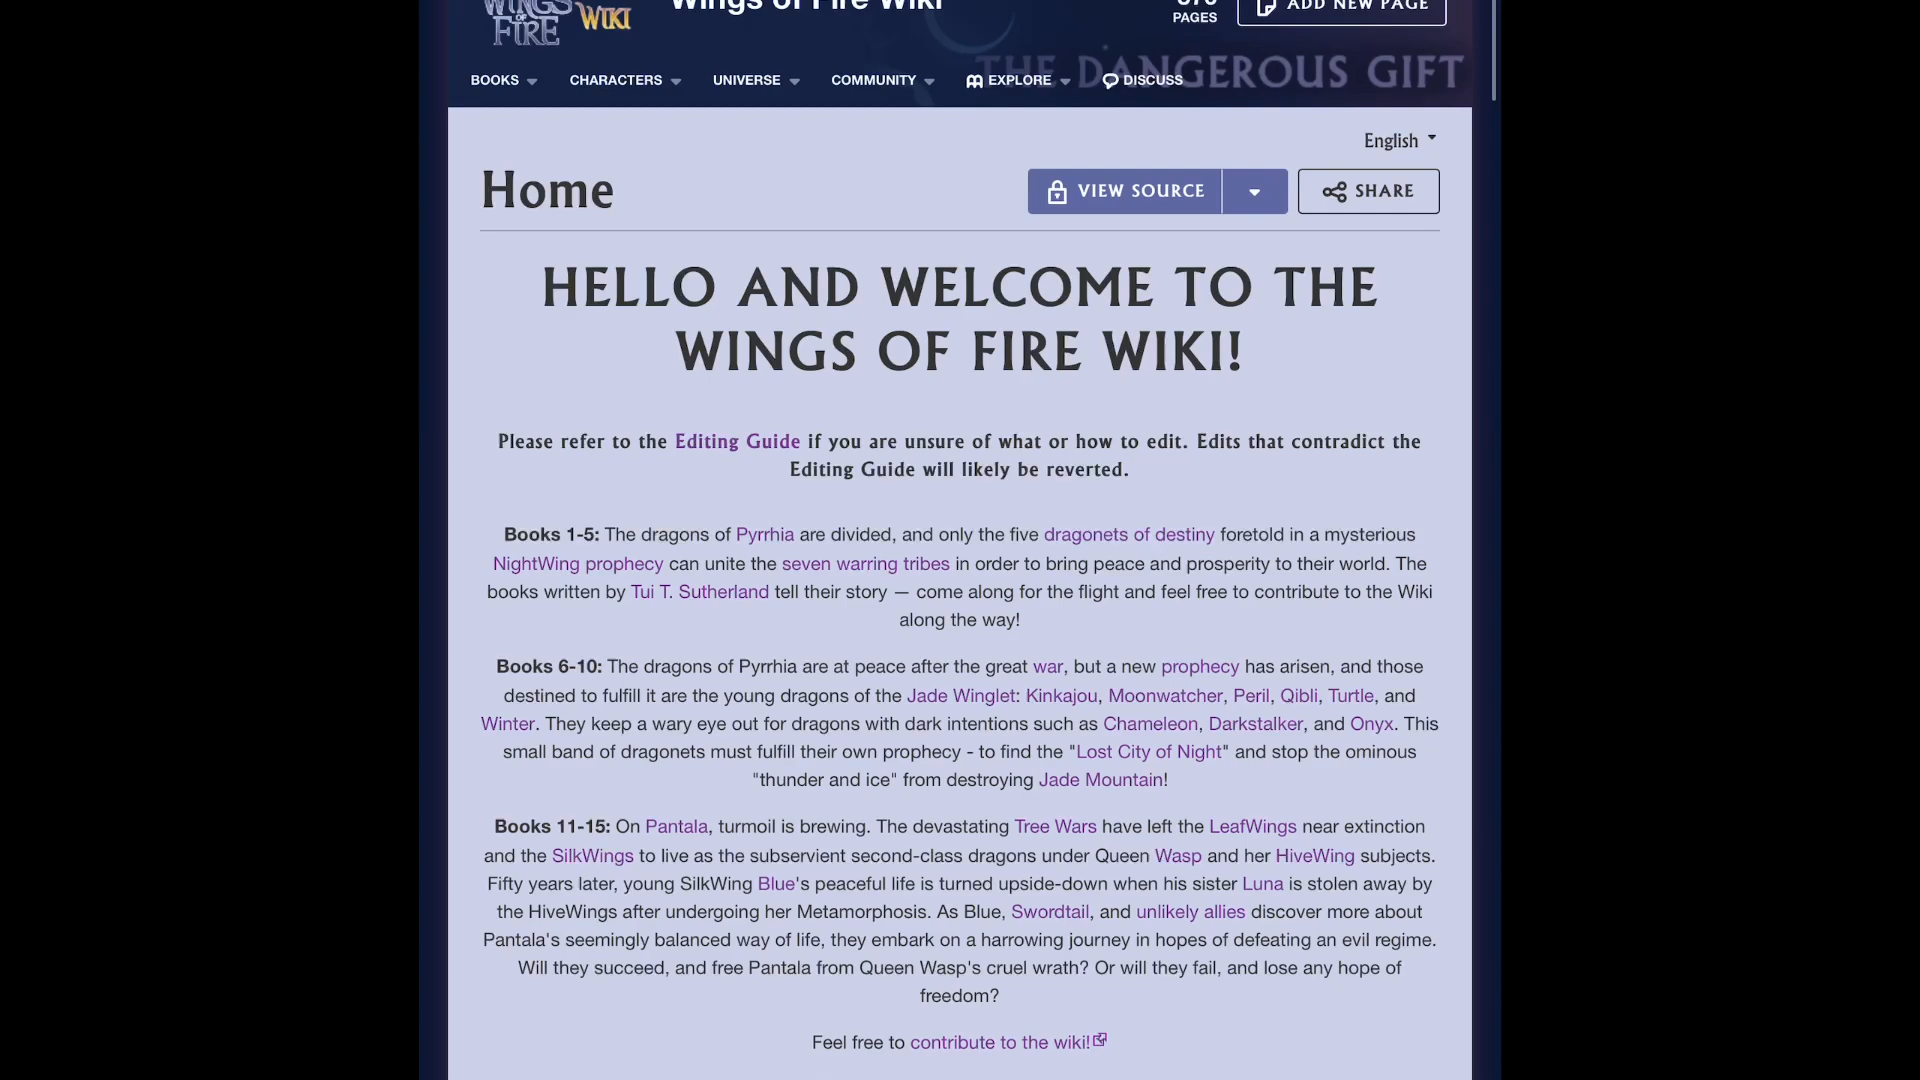 WINGS OF FIRE WIKI
Wings of Fire Wiki
PAGES
ADD NEW PAGE
THE DANGEROUS GIFT
BOOKS CHARACTERS UNIVERSE COMMUNITY EXPLORE DISCUSS
English
Home
VIEW SOURCE
SHARE
HELLO AND WELCOME TO THE
WINGS OF FIRE WIKI!
Please refer to the Editing Guide if you are unsure of what or how to edit. Edits that contradict the
Editing Guide will likely be reverted.
Books 1-5: The dragons of Pyrrhia are divided, and only the five dragonets of destiny foretold in a mysterious
NightWing prophecy can unite the seven warring tribes in order to bring peace and prosperity to their world. The
books written by Tui T. Sutherland tell their story — come along for the flight and feel free to contribute to the Wiki
along the way!
Books 6-10: The dragons of Pyrrhia are at peace after the great war, but a new prophecy has arisen, and those
destined to fulfill it are the young dragons of the Jade Winglet: Kinkajou, Moonwatcher, Peril, Qibli, Turtle, and
Winter. They keep a wary eye out for dragons with dark intentions such as Chameleon, Darkstalker, and Onyx. This
small band of dragonets must fulfill their own prophecy - to find the "Lost City of Night" and stop the ominous
"thunder and ice" from destroying Jade Mountain!
Books 11-15: On Pantala, turmoil is brewing. The devastating Tree Wars have left the LeafWings near extinction
and the SilkWings to live as the subservient second-class dragons under Queen Wasp and her HiveWing subjects.
Fifty years later, young SilkWing Blue's peaceful life is turned upside-down when his sister Luna is stolen away by
the HiveWings after undergoing her Metamorphosis. As Blue, Swordtail, and unlikely allies discover more about
Pantala's seemingly balanced way of life, they embark on a harrowing journey in hopes of defeating an evil regime.
Will they succeed, and free Pantala from Queen Wasp's cruel wrath? Or will they fail, and lose any hope of
freedom?
Feel free to contribute to the wiki!